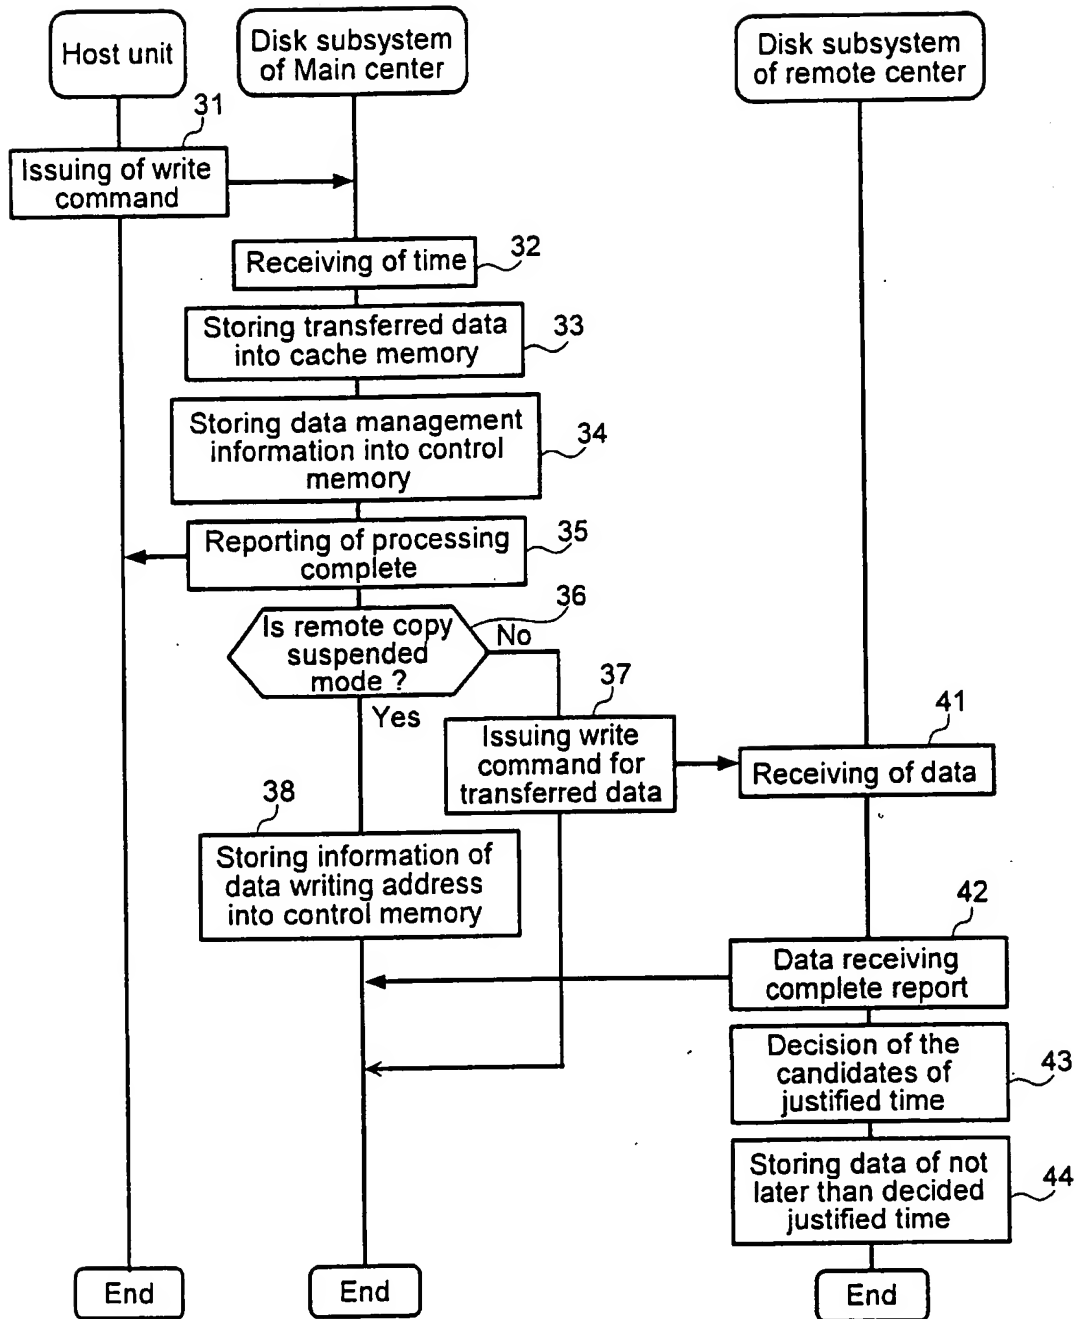 Host unit
Disk subsystem
of Main center
Disk subsystem
of remote center
31
Issuing of write
command
Receiving of time
32
Storing transferred data
into cache memory
33
Storing data management
information into control
memory
34
Reporting of processing
complete
35
Is remote copy
suspended
mode ?
36
No
Yes
37
Issuing write
command for
transferred data
41
Receiving of data
38
Storing information of
data writing address
into control memory
42
Data receiving
complete report
Decision of the
candidates of
justified time
43
Storing data of not
later than decided
justified time
44
End
End
End